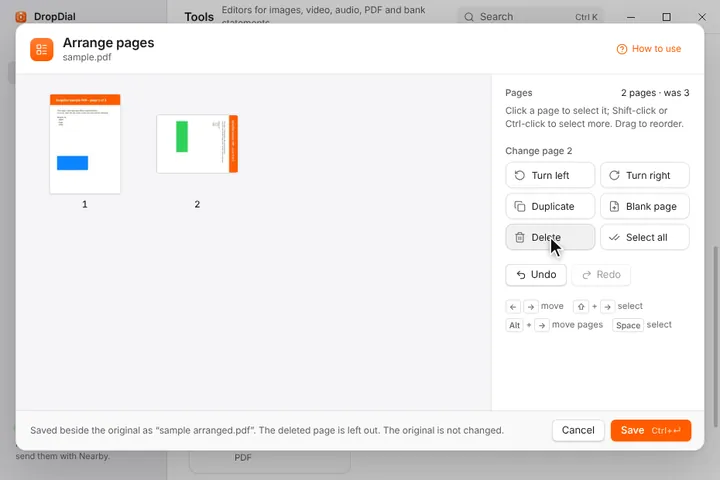 DropDial
Tools
Editors for images, video, audio, PDF and bank
statements
Search
Ctrl K
Arrange pages
sample.pdf
How to use
1
2
Pages
2 pages · was 3
Click a page to select it; Shift-click or
Ctrl-click to select more. Drag to reorder.
Change page 2
Turn left
Turn right
Duplicate
Blank page
Delete
Select all
Undo
Redo
← → move ⇧ + → select
Alt + → move pages Space select
Saved beside the original as “sample arranged.pdf”. The deleted page is left out. The original is not changed.
Cancel
Save Ctrl+↵
send them with Nearby.
PDF